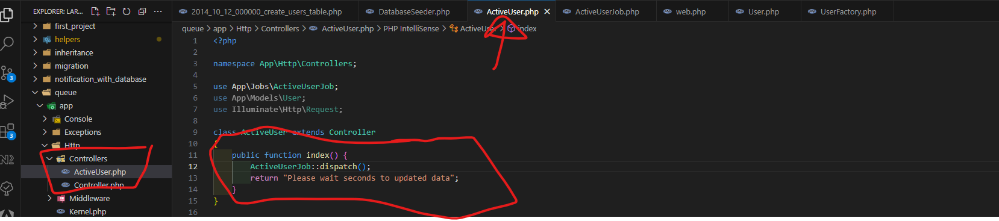 EXPLORER: LAR...
2014_10_12_000000_create_users_table.php
DatabaseSeeder.php
ActiveUser.php
ActiveUserJob.php
web.php
User.php
UserFactory.php
queue > app > Http > Controllers > ActiveUser.php > PHP IntelliSense > ActiveUser > index
first_project
helpers
inheritance
migration
notification_with_database
queue
app
Console
Exceptions
Http
Controllers
ActiveUser.php
Controller.php
Middleware
Kernel.php
3
3
1 <?php
2
3 namespace App\Http\Controllers;
4
5 use App\Jobs\ActiveUserJob;
6 use App\Models\User;
7 use Illuminate\Http\Request;
8
9 class ActiveUser extends Controller
10 {
11 public function index() {
12 ActiveUserJob::dispatch();
13 return "Please wait seconds to updated data";
14 }
15 }
16